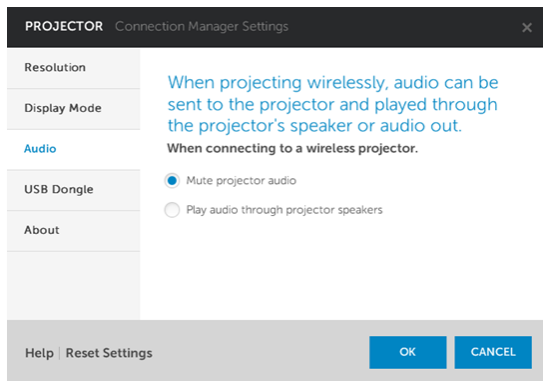 PROJECTOR Connection Manager Settings
Resolution
Display Mode
Audio
USB Dongle
About
When projecting wirelessly, audio can be
sent to the projector and played through
the projector's speaker or audio out.
When connecting to a wireless projector.
Mute projector audio
Play audio through projector speakers
Help Reset Settings
OK
CANCEL